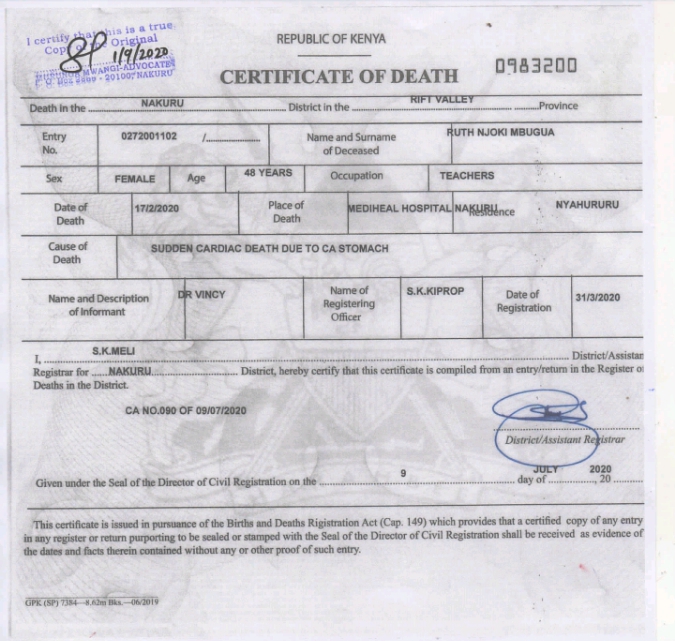 I certify that this is a true
Copy of the Original
1/9/2020
MWANGI-ADVOCATE
20100, NAKURU
REPUBLIC OF KENYA
CERTIFICATE OF DEATH
0983200
Death in the NAKURU District in the RIFT VALLEY Province
Entry No. 0272001102 / Name and Surname of Deceased RUTH NJOKI MBUGUA
Sex FEMALE Age 48 YEARS Occupation TEACHERS
Date of Death 17/2/2020 Place of Death MEDIHEAL HOSPITAL NAKURU Residence NYAHURURU
Cause of Death SUDDEN CARDIAC DEATH DUE TO CA STOMACH
Name and Description of Informant DR VINCY Name of Registering Officer S.K.KIPROP Date of Registration 31/3/2020
I, S.K.MELI District/Assistan
Registrar for NAKURU District, hereby certify that this certificate is compiled from an entry/return in the Register o
Deaths in the District.
CA NO.090 OF 09/07/2020
District/Assistant Registrar
Given under the Seal of the Director of Civil Registration on the 9 day of JULY , 20 2020
This certificate is issued in pursuance of the Births and Deaths Rigistration Act (Cap. 149) which provides that a certified copy of any entry
in any register or return purporting to be sealed or stamped with the Seal of the Director of Civil Registration shall be received as evidence of
the dates and facts therein contained without any or other proof of such entry.
GPK (SP) 7384—8.62m Bks.—06/2019